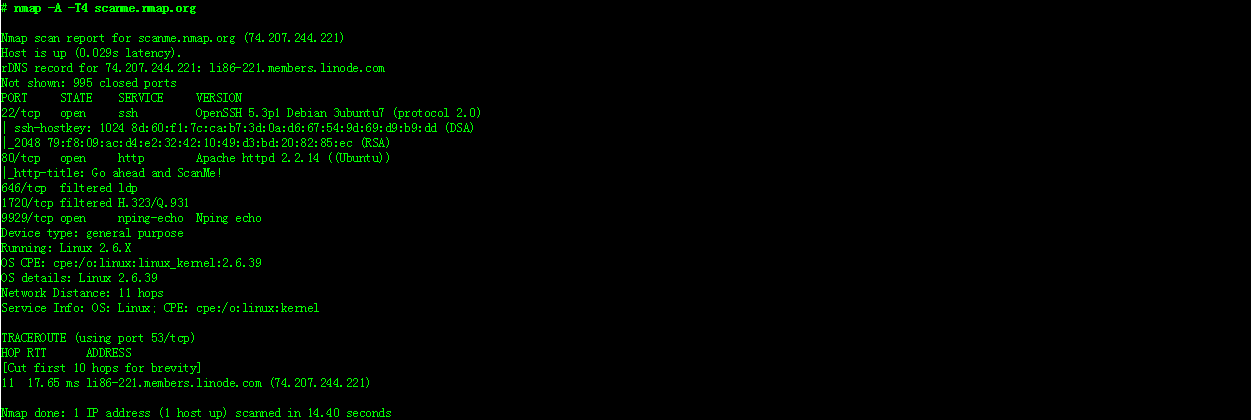 # nmap -A -T4 scanme.nmap.org
Nmap scan report for scanme.nmap.org (74.207.244.221)
Host is up (0.029s latency).
rDNS record for 74.207.244.221: li86-221.members.linode.com
Not shown: 995 closed ports
PORT     STATE    SERVICE     VERSION
22/tcp   open     ssh         OpenSSH 5.3p1 Debian 3ubuntu7 (protocol 2.0)
| ssh-hostkey: 1024 8d:60:f1:7c:ca:b7:3d:0a:d6:67:54:9d:69:d9:b9:dd (DSA)
|_2048 79:f8:09:ac:d4:e2:32:42:10:49:d3:bd:20:82:85:ec (RSA)
80/tcp   open     http        Apache httpd 2.2.14 ((Ubuntu))
|_http-title: Go ahead and ScanMe!
646/tcp  filtered ldp
1720/tcp filtered H.323/Q.931
9929/tcp open     nping-echo  Nping echo
Device type: general purpose
Running: Linux 2.6.X
OS CPE: cpe:/o:linux:linux_kernel:2.6.39
OS details: Linux 2.6.39
Network Distance: 11 hops
Service Info: OS: Linux; CPE: cpe:/o:linux:kernel
TRACEROUTE (using port 53/tcp)
HOP RTT      ADDRESS
[Cut first 10 hops for brevity]
11  17.65 ms li86-221.members.linode.com (74.207.244.221)
Nmap done: 1 IP address (1 host up) scanned in 14.40 seconds